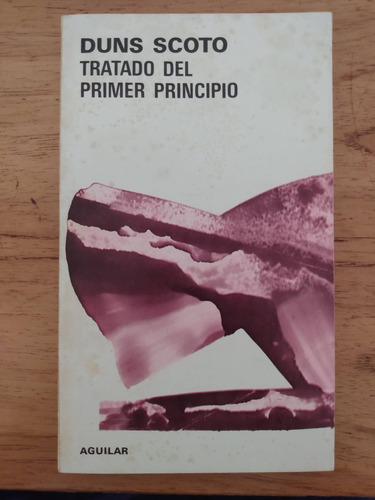 DUNS SCOTO
TRATADO DEL
PRIMER PRINCIPIO
AGUILAR